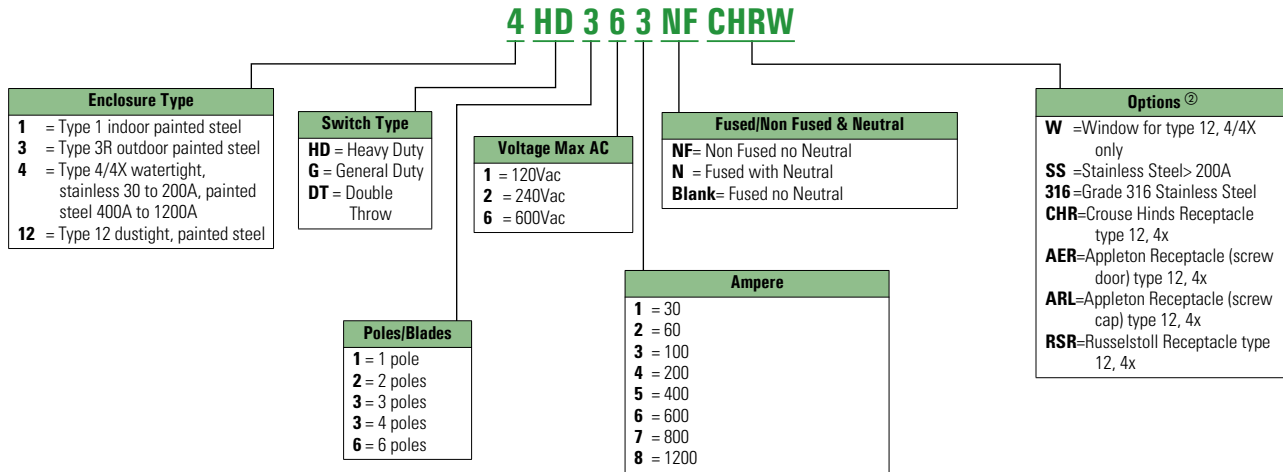 4 HD 3 6 3 NF CHRW
Enclosure Type
1 = Type 1 indoor painted steel
3 = Type 3R outdoor painted steel
4 = Type 4/4X watertight,
stainless 30 to 200A, painted
steel 400A to 1200A
12 = Type 12 dustight, painted steel
Switch Type
HD = Heavy Duty
G = General Duty
DT = Double
Throw
Poles/Blades
1 = 1 pole
2 = 2 poles
3 = 3 poles
3 = 4 poles
6 = 6 poles
Voltage Max AC
1 = 120Vac
2 = 240Vac
6 = 600Vac
Ampere
1 = 30
2 = 60
3 = 100
4 = 200
5 = 400
6 = 600
7 = 800
8 = 1200
Fused/Non Fused & Neutral
NF= Non Fused no Neutral
N = Fused with Neutral
Blank= Fused no Neutral
Options ②
W =Window for type 12, 4/4X
only
SS =Stainless Steel> 200A
316=Grade 316 Stainless Steel
CHR=Crouse Hinds Receptacle
type 12, 4x
AER=Appleton Receptacle (screw
door) type 12, 4x
ARL=Appleton Receptacle (screw
cap) type 12, 4x
RSR=Russelstoll Receptacle type
12, 4x